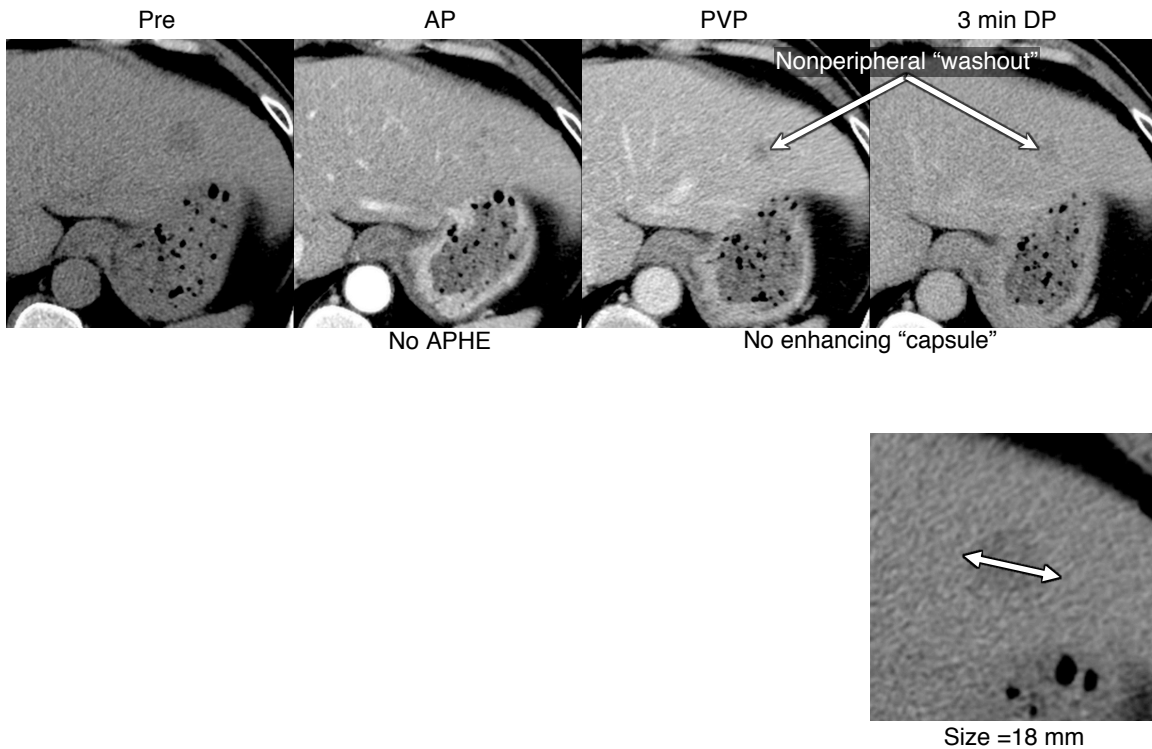 Pre
AP
PVP
3 min DP
Nonperipheral “washout”
No APHE
No enhancing “capsule”
Size =18 mm